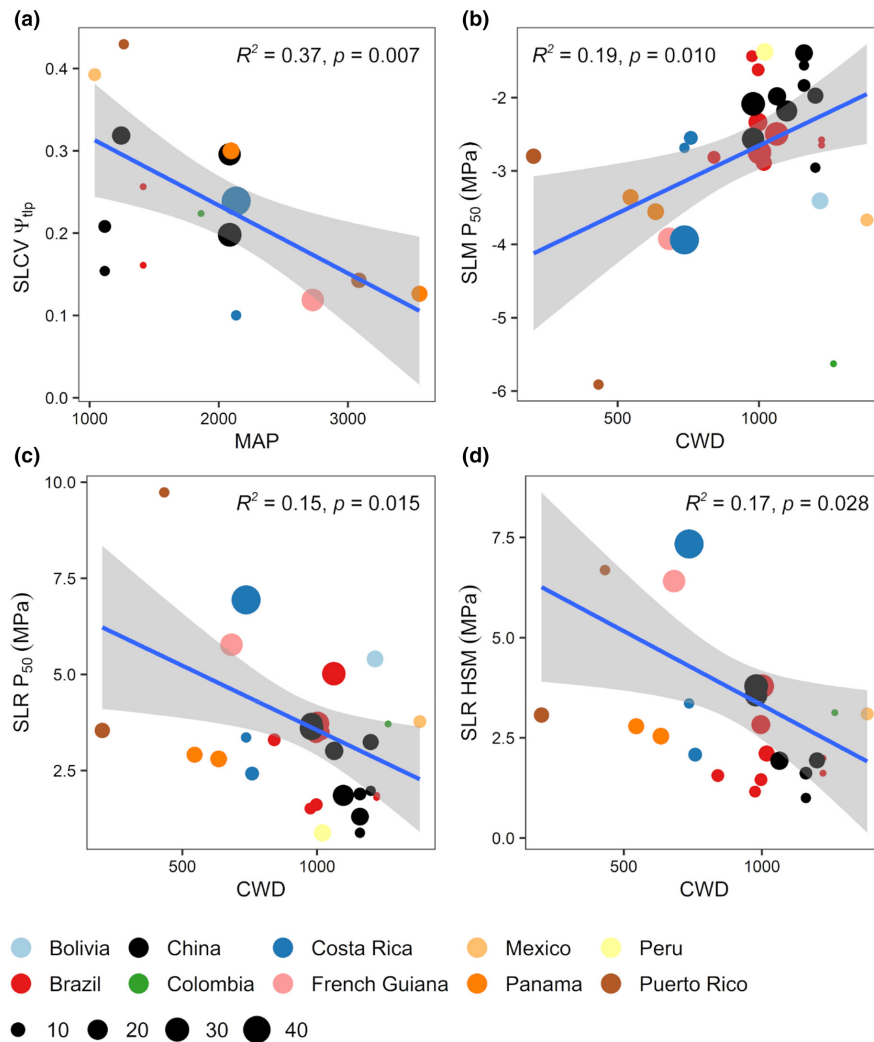 (a)
R² = 0.37, p = 0.007
0.4
0.3
0.2
0.1
0.0
SLCV Ψtlp
1000 2000 3000
MAP
(b)
R² = 0.19, p = 0.010
-2
-3
-4
-5
-6
SLM P50 (MPa)
500 1000
CWD
(c)
R² = 0.15, p = 0.015
10.0
7.5
5.0
2.5
SLR P50 (MPa)
500 1000
CWD
(d)
R² = 0.17, p = 0.028
7.5
5.0
2.5
0.0
SLR HSM (MPa)
500 1000
CWD
Bolivia China Costa Rica Mexico Peru
Brazil Colombia French Guiana Panama Puerto Rico
10 20 30 40